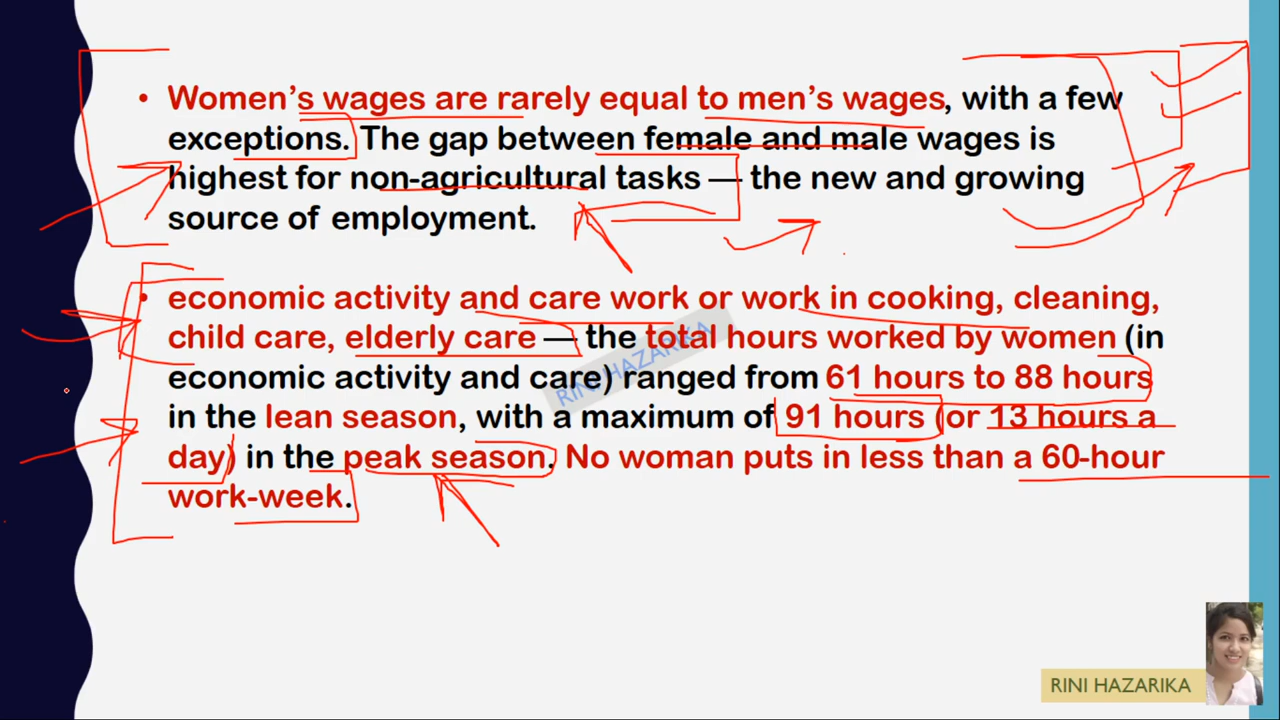 • Women's wages are rarely equal to men's wages, with a few
exceptions. The gap between female and male wages is
highest for non-agricultural tasks — the new and growing
source of employment.
• economic activity and care work or work in cooking, cleaning,
child care, elderly care — the total hours worked by women (in
economic activity and care) ranged from 61 hours to 88 hours
in the lean season, with a maximum of 91 hours (or 13 hours a
day) in the peak season. No woman puts in less than a 60-hour
work-week.
RINI HAZARIKA
RINI HAZARIKA